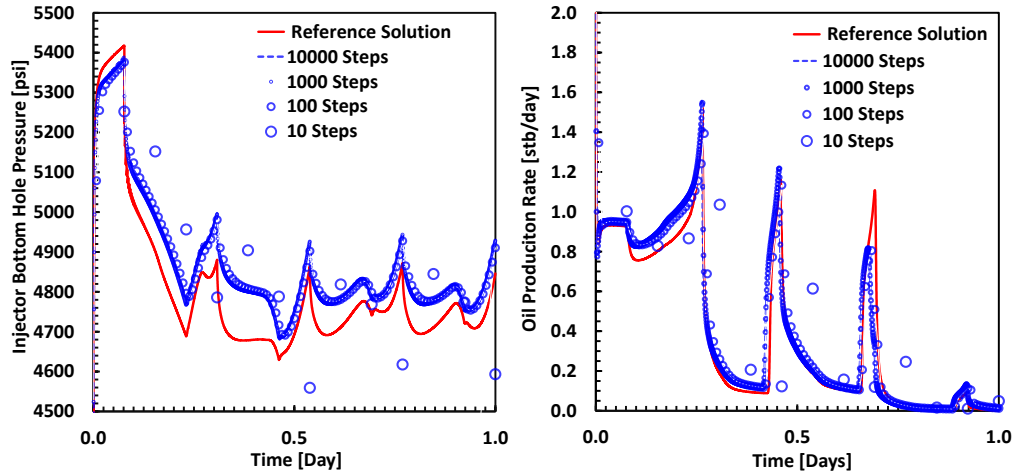 5500
5400
5300
5200
5100
5000
4900
4800
4700
4600
4500
Injector Bottom Hole Pressure [psi]
Reference Solution
10000 Steps
1000 Steps
100 Steps
10 Steps
0.0
0.5
1.0
Time [Day]
2.0
1.8
1.6
1.4
1.2
1.0
0.8
0.6
0.4
0.2
0.0
Oil Produciton Rate [stb/day]
Reference Solution
10000 Steps
1000 Steps
100 Steps
10 Steps
0.0
0.5
1.0
Time [Days]